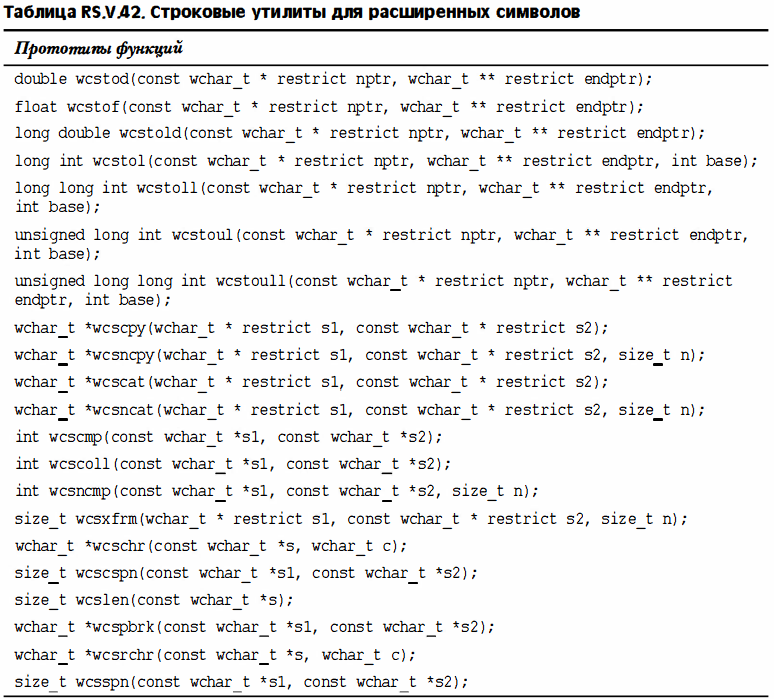 Таблица RS.V.42. Строковые утилиты для расширенных символов
Прототипы функций
double wcstod(const wchar_t * restrict nptr, wchar_t ** restrict endptr);
float wcstof(const wchar_t * restrict nptr, wchar_t ** restrict endptr);
long double wcstold(const wchar_t * restrict nptr, wchar_t ** restrict endptr);
long int wcstol(const wchar_t * restrict nptr, wchar_t ** restrict endptr, int base);
long long int wcstoll(const wchar_t * restrict nptr, wchar_t ** restrict endptr,
int base);
unsigned long int wcstoul(const wchar_t * restrict nptr, wchar_t ** restrict endptr,
int base);
unsigned long long int wcstoull(const wchar_t * restrict nptr, wchar_t ** restrict
endptr, int base);
wchar_t *wcscpy(wchar_t * restrict s1, const wchar_t * restrict s2);
wchar_t *wcsncpy(wchar_t * restrict s1, const wchar_t * restrict s2, size_t n);
wchar_t *wcscat(wchar_t * restrict s1, const wchar_t * restrict s2);
wchar_t *wcsncat(wchar_t * restrict s1, const wchar_t * restrict s2, size_t n);
int wcscmp(const wchar_t *s1, const wchar_t *s2);
int wcscoll(const wchar_t *s1, const wchar_t *s2);
int wcsncmp(const wchar_t *s1, const wchar_t *s2, size_t n);
size_t wcsxfrm(wchar_t * restrict s1, const wchar_t * restrict s2, size_t n);
wchar_t *wcschr(const wchar_t *s, wchar_t c);
size_t wcscspn(const wchar_t *s1, const wchar_t *s2);
size_t wcslen(const wchar_t *s);
wchar_t *wcspbrk(const wchar_t *s1, const wchar_t *s2);
wchar_t *wcsrchr(const wchar_t *s, wchar_t c);
size_t wcsspn(const wchar_t *s1, const wchar_t *s2);